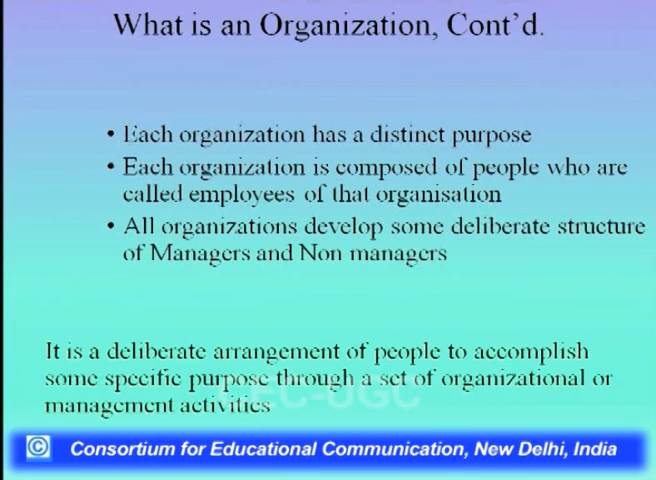 What is an Organization, Cont'd.
• Each organization has a distinct purpose
• Each organization is composed of people who are
called employees of that organisation
• All organizations develop some deliberate structure
of Managers and Non managers
It is a deliberate arrangement of people to accomplish
some specific purpose through a set of organizational or
management activities
CEC-UGC
© Consortium for Educational Communication, New Delhi, India